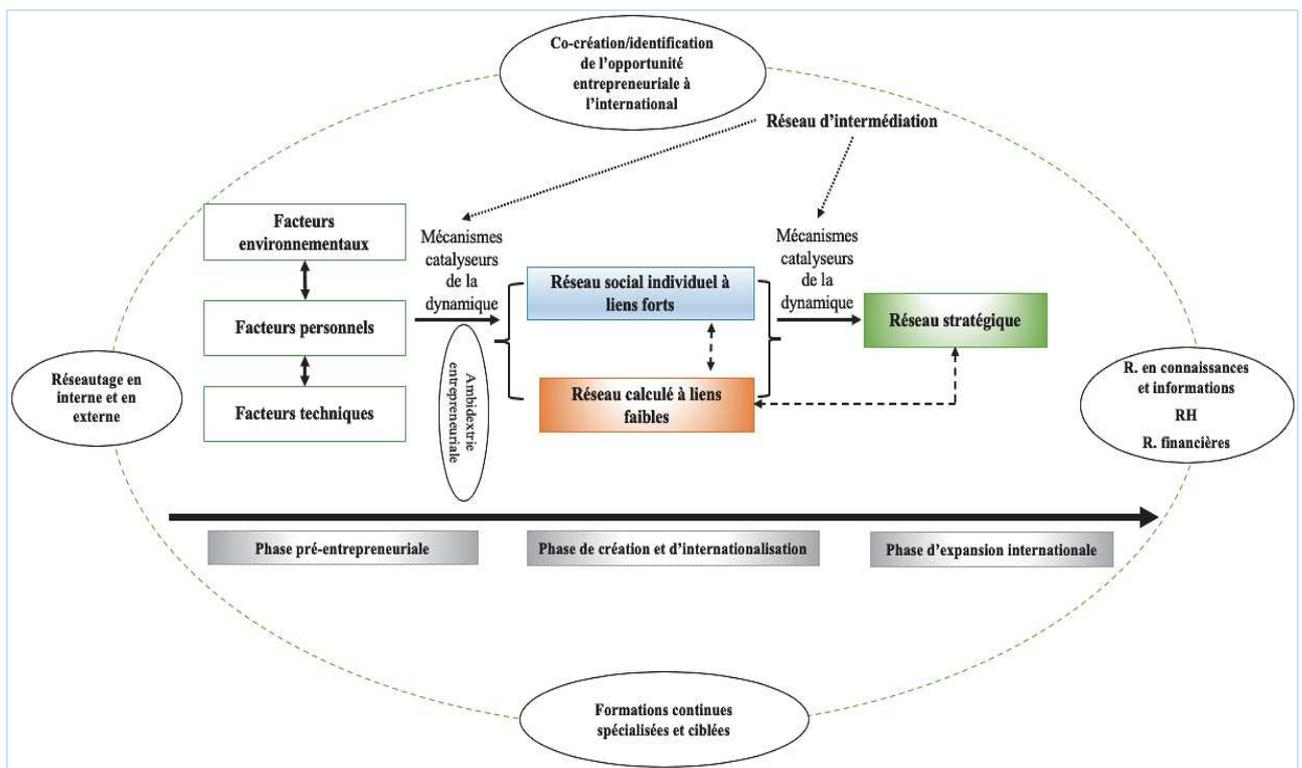 Co-création/identification
de l’opportunité
entrepreneuriale à
l’international
Réseau d’intermédiation
Facteurs
environnementaux
Mécanismes
catalyseurs
de la
dynamique
Mécanismes
catalyseurs
de la
dynamique
Réseau social individuel à
liens forts
Facteurs personnels
Réseau stratégique
Réseautage en
interne et en
externe
Facteurs techniques
Ambidextrie
entrepreneuriale
Réseau calculé à liens
faibles
R. en connaissances
et informations
RH
R. financières
Phase pré-entrepreneuriale
Phase de création et d’internationalisation
Phase d’expansion internationale
Formations continues
spécialisées et ciblées